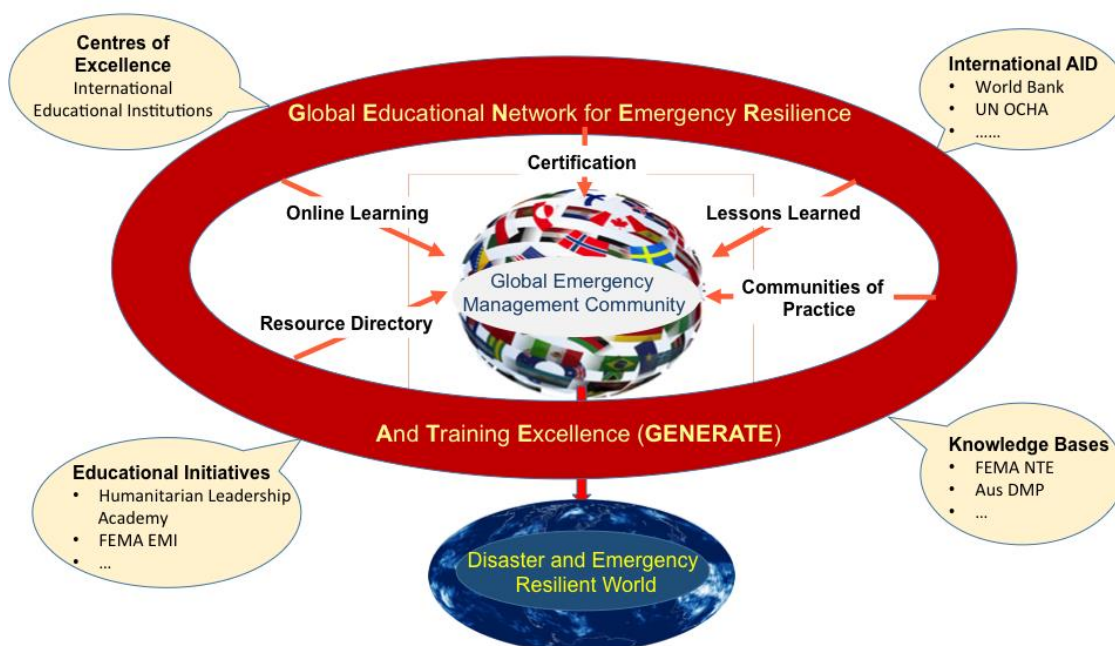 Centres of
Excellence
International
Educational Institutions
International AID
• World Bank
• UN OCHA
• ......
Global Educational Network for Emergency Resilience
Certification
Online Learning
Lessons Learned
Global Emergency
Management Community
Communities of
Practice
Resource Directory
And Training Excellence (GENERATE)
Educational Initiatives
• Humanitarian Leadership
Academy
• FEMA EMI
• ...
Knowledge Bases
• FEMA NTE
• Aus DMP
• ...
Disaster and Emergency
Resilient World